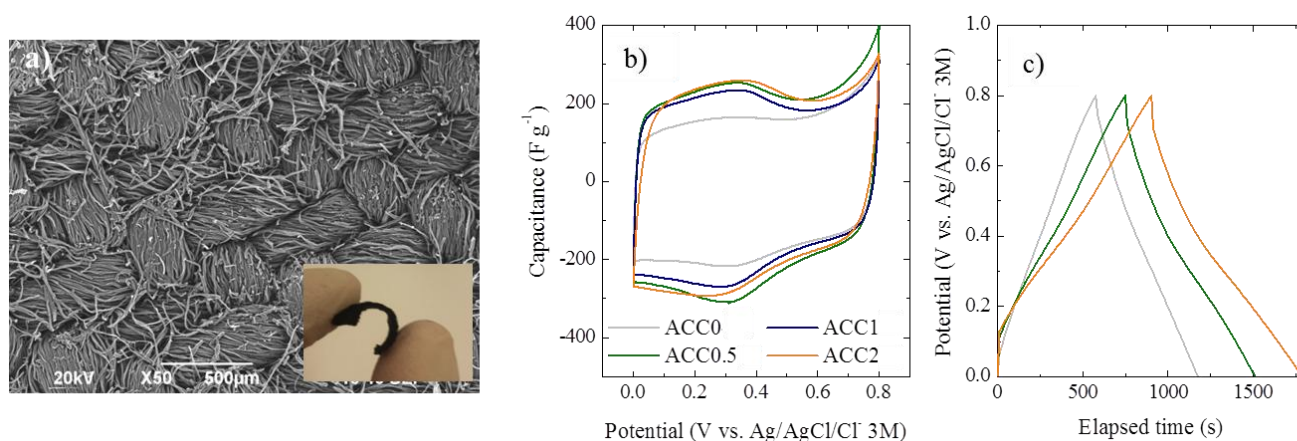 a)
20kV X50 500μm
b)
Capacitance (F g⁻¹)
400
200
0
-200
-400
ACC0 ACC1
ACC0.5 ACC2
0.0 0.2 0.4 0.6 0.8
Potential (V vs. Ag/AgCl/Cl⁻ 3M)
c)
Potential (V vs. Ag/AgCl/Cl⁻ 3M)
1.0
0.8
0.6
0.4
0.2
0.0
0 500 1000 1500
Elapsed time (s)